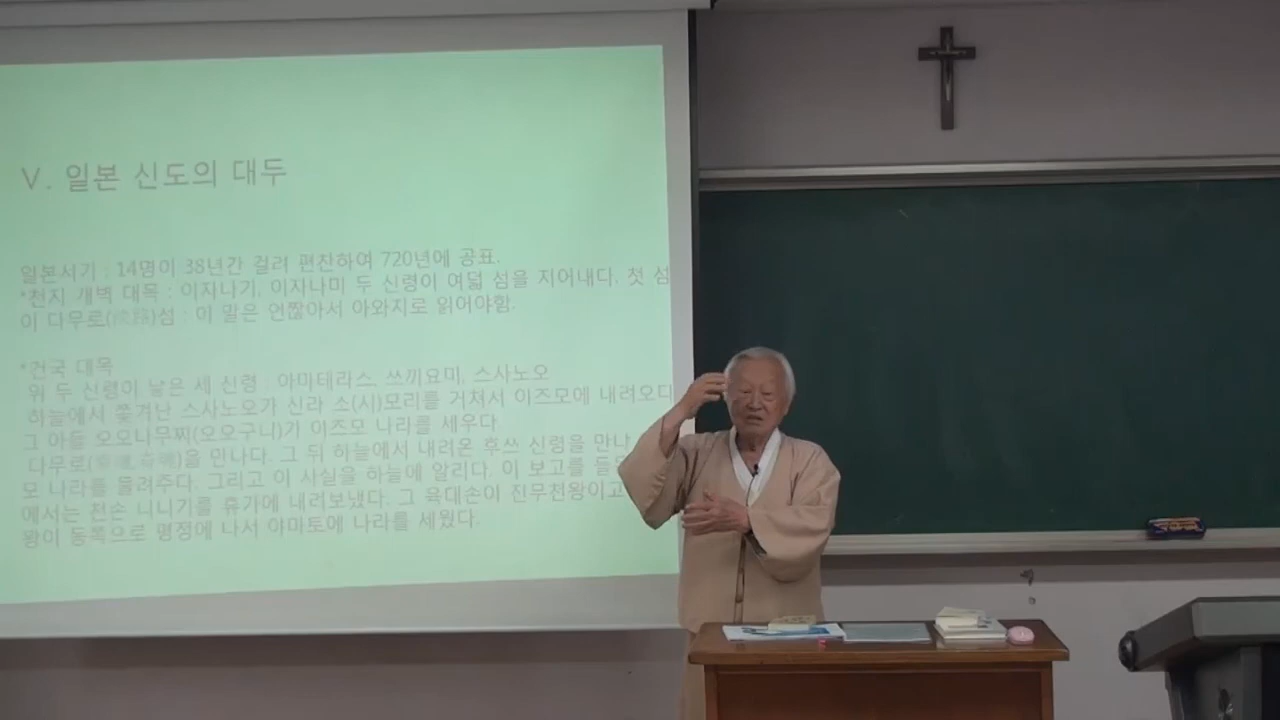 V. 일본 신도의 대두
일본서기 : 14명이 38년간 걸려 편찬하여 720년에 공표.
*천지 개벽 대목 : 이자나기, 이자나미 두 신령이 여덟 섬을 지어내다. 첫 섬
이 다무로(淡路)섬 : 이 말은 언짢아서 아와지로 읽어야함.
*건국 대목
위 두 신령이 낳은 세 신령 : 아마테라스, 쓰끼요미, 스사노오
하늘에서 쫓겨난 스사노오가 신라 소(시)모리를 거쳐서 이즈모에 내려오다
그 아들 오오나무찌(오오구니)가 이즈모 나라를 세우다
다무로을 만나다. 그 뒤 하늘에서 내려온 후쓰 신령을 만나
모 나라를 물려주다. 그리고 이 사실을 하늘에 알리다. 이 보고를
에서는 천손 니니기를 휴가에 내려보냈다. 그 육대손이 진무천왕이고
왕이 동쪽으로 평정에 나서 야마토에 나라를 세웠다.